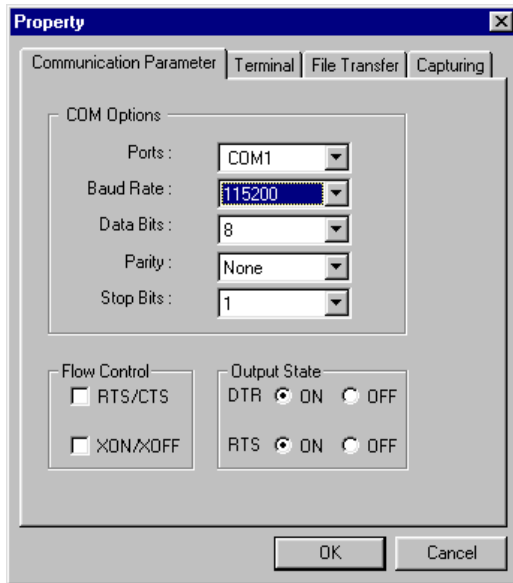 Property
Communication Parameter Terminal File Transfer Capturing
COM Options
Ports : COM1
Baud Rate : 115200
Data Bits : 8
Parity : None
Stop Bits : 1
Flow Control
RTS/CTS
XON/XOFF
Output State
DTR ON OFF
RTS ON OFF
OK Cancel